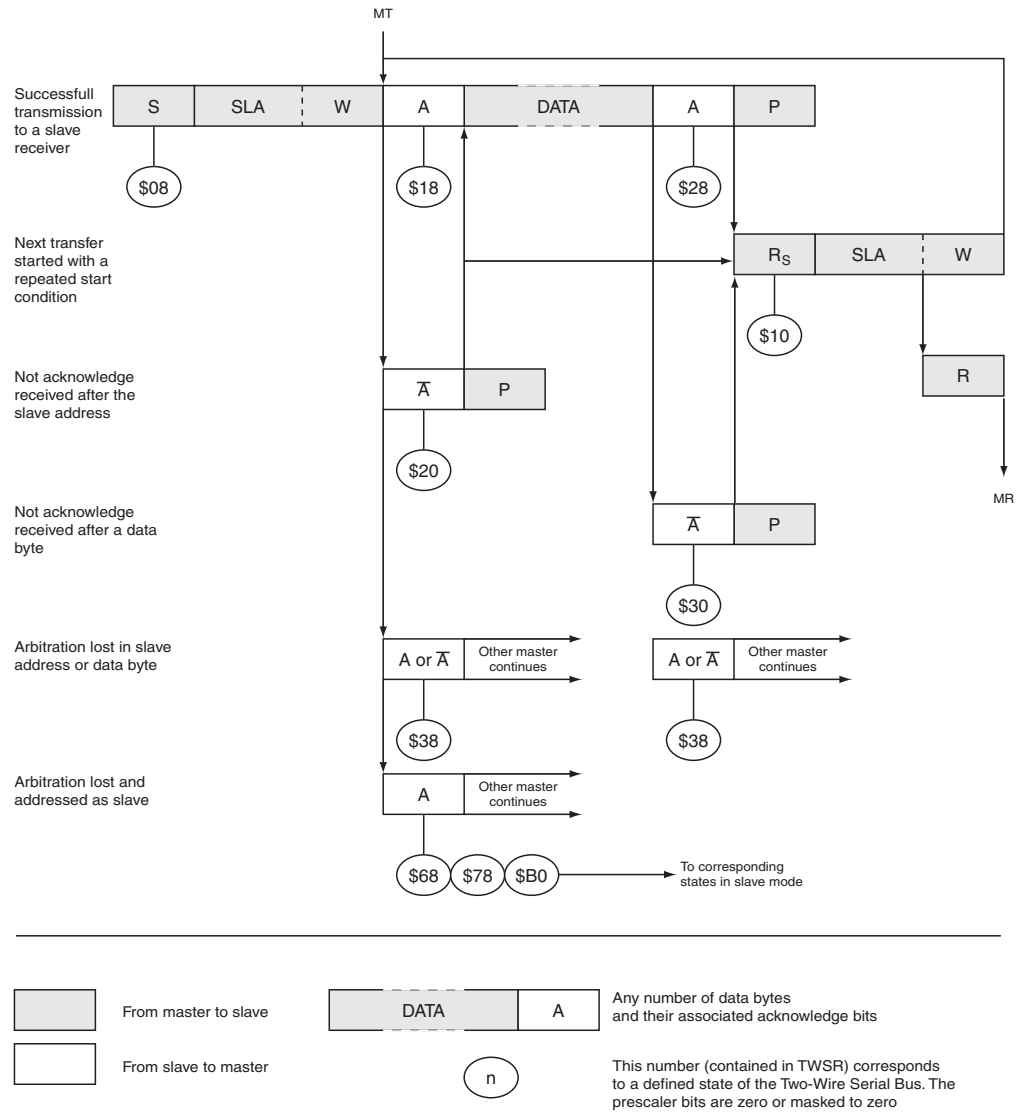 MT
Successfull
transmission
to a slave
receiver
S SLA W A DATA A P
$08 $18 $28
Next transfer
started with a
repeated start
condition
RS SLA W
$10
Not acknowledge
received after the
slave address
A̅ P
R
$20
MR
Not acknowledge
received after a data
byte
A̅ P
$30
Arbitration lost in slave
address or data byte
A or A̅ Other master
continues
A or A̅ Other master
continues
$38 $38
Arbitration lost and
addressed as slave
A Other master
continues
$68 $78 $B0
To corresponding
states in slave mode
From master to slave
DATA A
Any number of data bytes
and their associated acknowledge bits
From slave to master
n
This number (contained in TWSR) corresponds
to a defined state of the Two-Wire Serial Bus. The
prescaler bits are zero or masked to zero